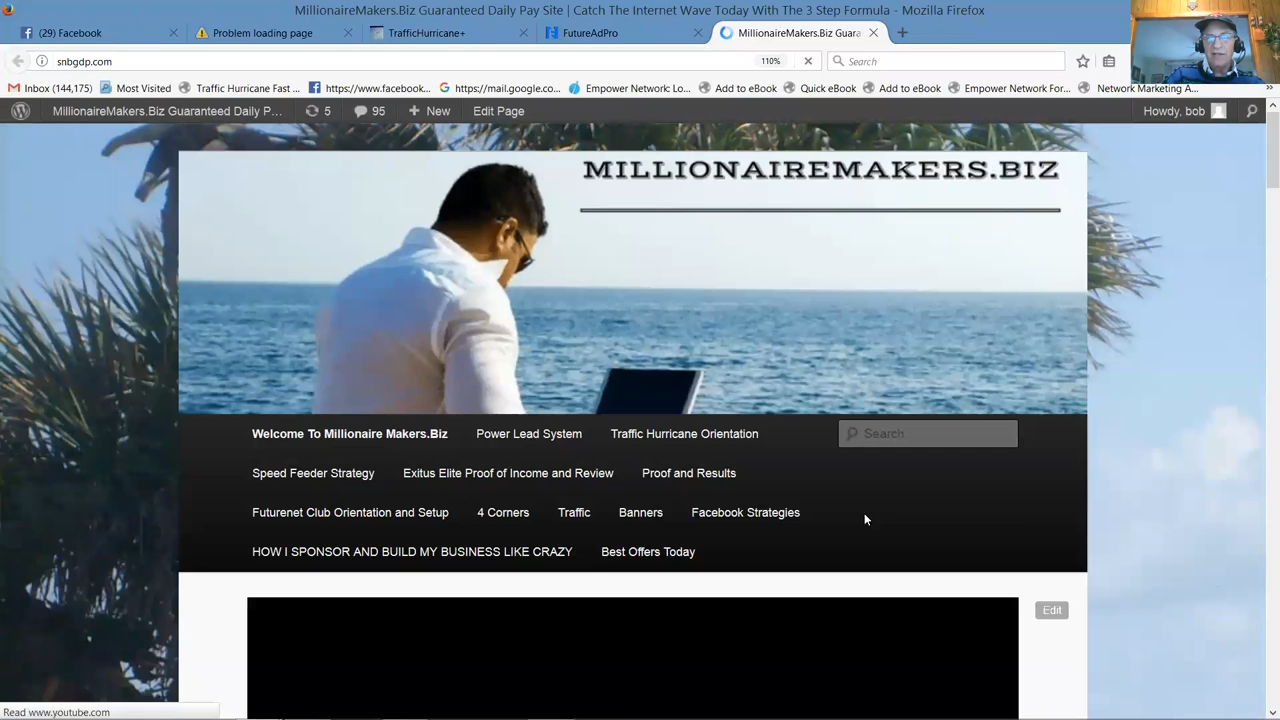 MillionaireMakers.Biz Guaranteed Daily Pay Site | Catch The Internet Wave Today With The 3 Step Formula - Mozilla Firefox
(29) Facebook
Problem loading page
TrafficHurricane+
FutureAdPro
MillionaireMakers.Biz Guara
snbgdp.com
110%
Search
Inbox (144,175)
Most Visited
Traffic Hurricane Fast ...
https://www.facebook...
https://mail.google.co...
Empower Network: Lo...
Add to eBook
Quick eBook
Add to eBook
Empower Network For...
Network Marketing A...
MillionaireMakers.Biz Guaranteed Daily P...
5
95
New
Edit Page
Howdy, bob
MILLIONAIREMAKERS.BIZ
Welcome To Millionaire Makers.Biz
Power Lead System
Traffic Hurricane Orientation
Search
Speed Feeder Strategy
Exitus Elite Proof of Income and Review
Proof and Results
Futurenet Club Orientation and Setup
4 Corners
Traffic
Banners
Facebook Strategies
HOW I SPONSOR AND BUILD MY BUSINESS LIKE CRAZY
Best Offers Today
Edit
Read www.youtube.com